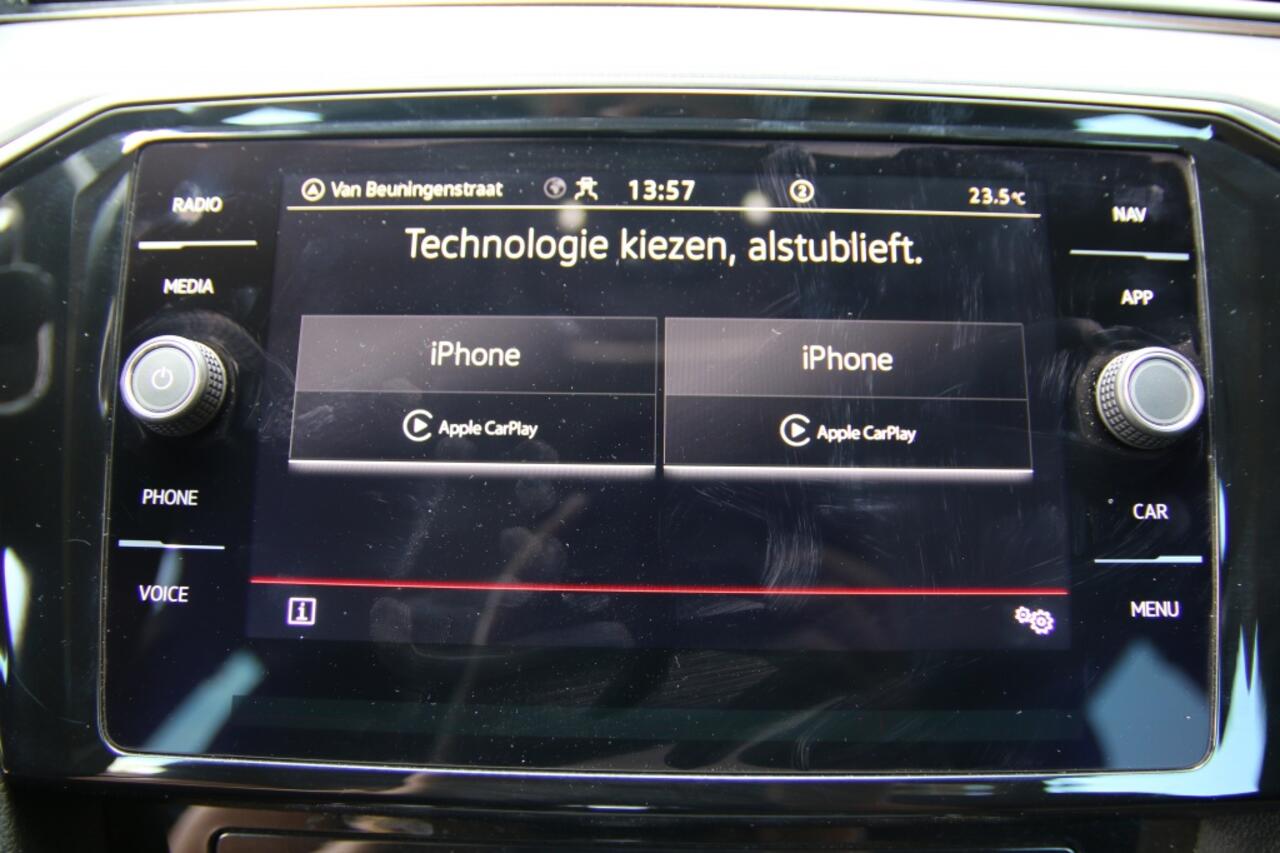 Van Beuningenstraat 13:57 2 23.5°C
Technologie kiezen, alstublieft.
iPhone
Apple CarPlay
iPhone
Apple CarPlay
i
RADIO
MEDIA
PHONE
VOICE
NAV
APP
CAR
MENU